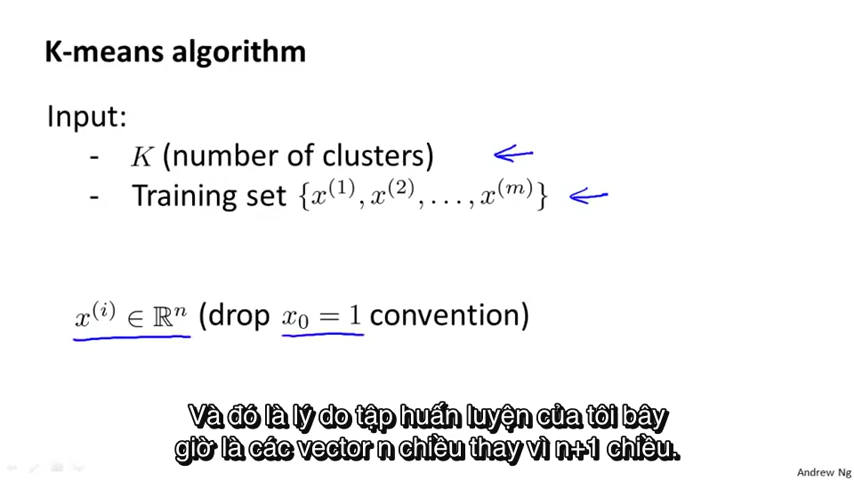 K-means algorithm
Input:
- K (number of clusters)
- Training set {x^(1), x^(2), . . . , x^(m)}
x^(i) ∈ ℝ^n (drop x_0 = 1 convention)
Và đó là lý do tập huấn luyện của tôi bây
giờ là các vector n chiều thay vì n+1 chiều.
Andrew Ng